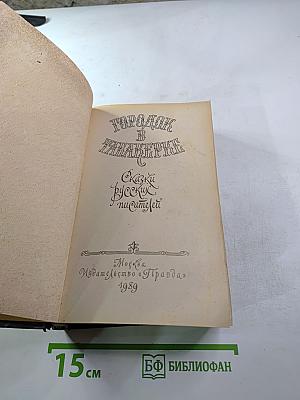 ГОРОДОК
В
ТАБАКЕРКЕ
Сказки
русских
писателей
Москва
Издательство «Правда»
1989
15 см
БФ БИБЛИОФАН